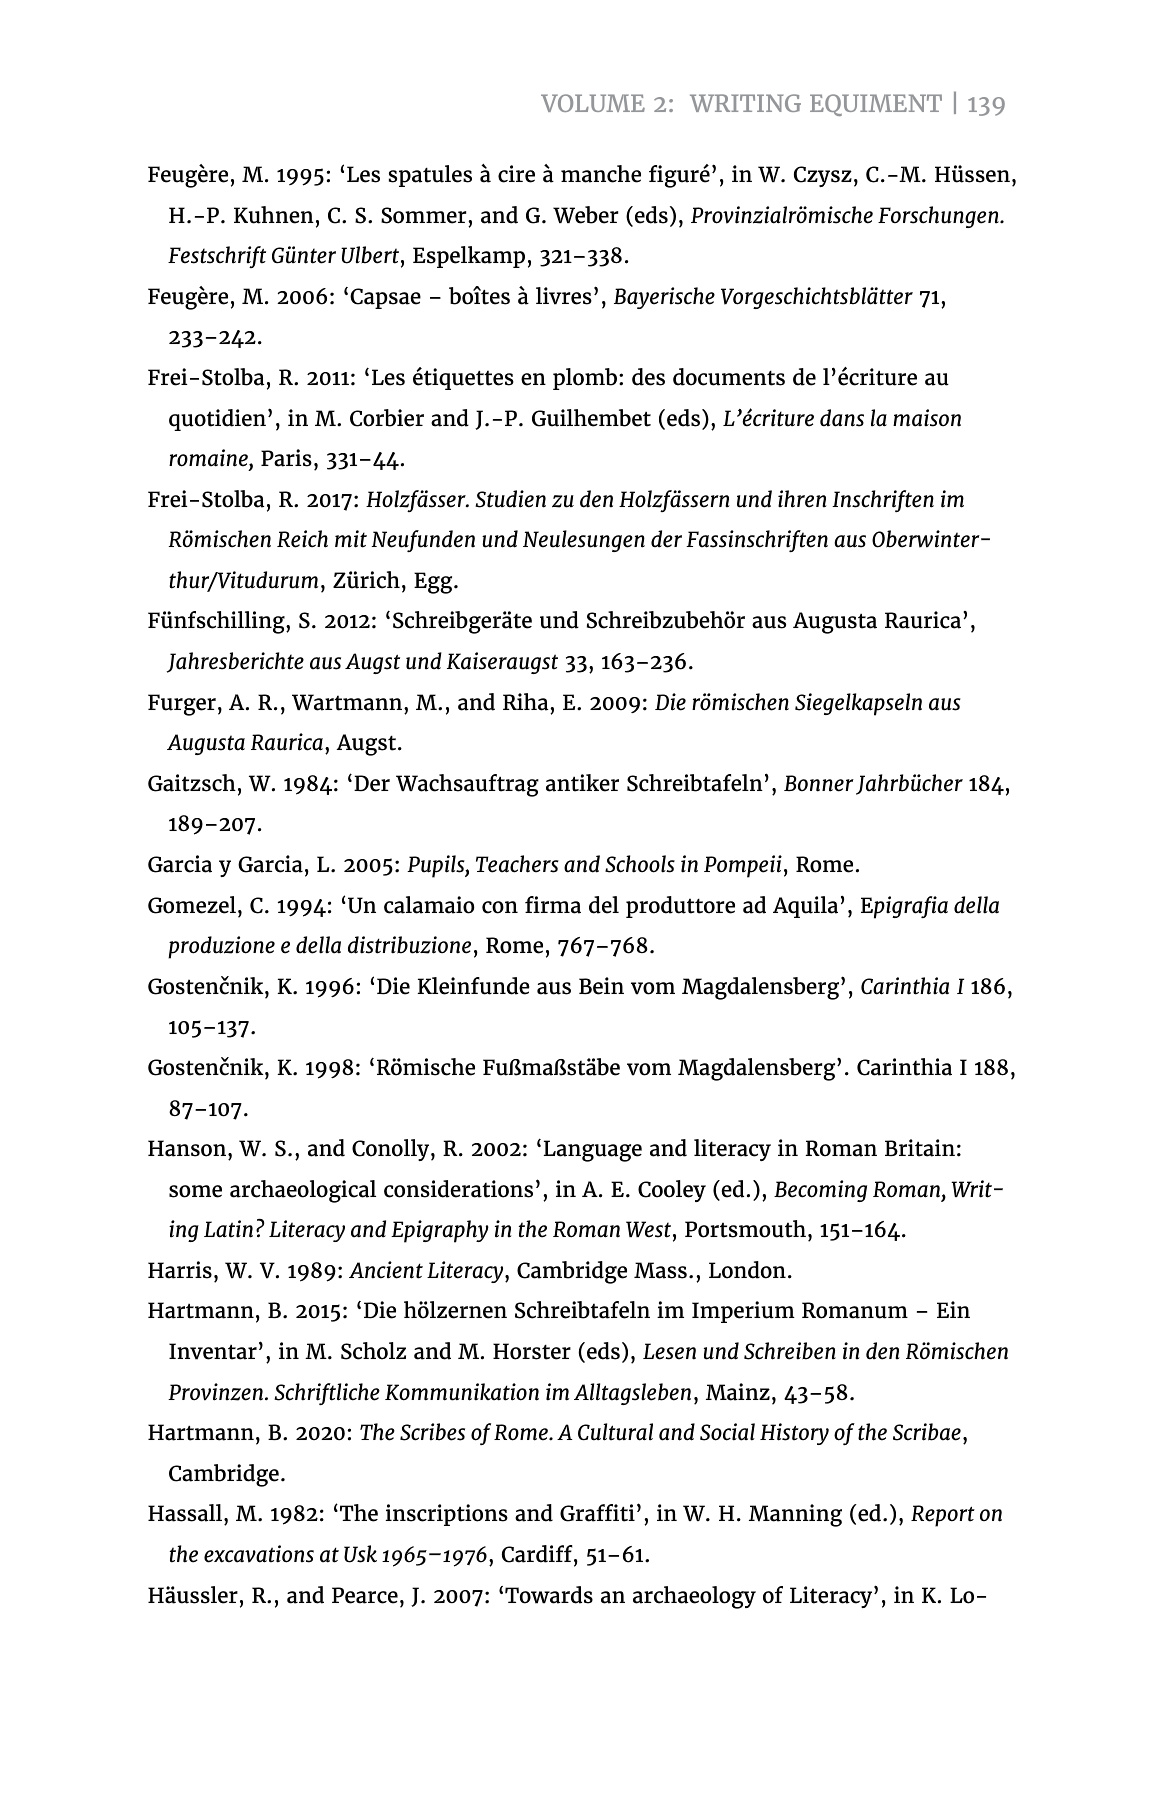 VOLUME 2: WRITING EQUIMENT | 139
Feugère, M. 1995: ‘Les spatules à cire à manche figuré’, in W. Czysz, C.-M. Hüssen,
H.-P. Kuhnen, C. S. Sommer, and G. Weber (eds), Provinzialrömische Forschungen.
Festschrift Günter Ulbert, Espelkamp, 321–338.
Feugère, M. 2006: ‘Capsae – boîtes à livres’, Bayerische Vorgeschichtsblätter 71,
233–242.
Frei-Stolba, R. 2011: ‘Les étiquettes en plomb: des documents de l’écriture au
quotidien’, in M. Corbier and J.-P. Guilhembet (eds), L’écriture dans la maison
romaine, Paris, 331–44.
Frei-Stolba, R. 2017: Holzfässer. Studien zu den Holzfässern und ihren Inschriften im
Römischen Reich mit Neufunden und Neulesungen der Fassinschriften aus Oberwinter-
thur/Vitudurum, Zürich, Egg.
Fünfschilling, S. 2012: ‘Schreibgeräte und Schreibzubehör aus Augusta Raurica’,
Jahresberichte aus Augst und Kaiseraugst 33, 163–236.
Furger, A. R., Wartmann, M., and Riha, E. 2009: Die römischen Siegelkapseln aus
Augusta Raurica, Augst.
Gaitzsch, W. 1984: ‘Der Wachsauftrag antiker Schreibtafeln’, Bonner Jahrbücher 184,
189–207.
Garcia y Garcia, L. 2005: Pupils, Teachers and Schools in Pompeii, Rome.
Gomezel, C. 1994: ‘Un calamaio con firma del produttore ad Aquila’, Epigrafia della
produzione e della distribuzione, Rome, 767–768.
Gostenčnik, K. 1996: ‘Die Kleinfunde aus Bein vom Magdalensberg’, Carinthia I 186,
105–137.
Gostenčnik, K. 1998: ‘Römische Fußmaßstäbe vom Magdalensberg’. Carinthia I 188,
87–107.
Hanson, W. S., and Conolly, R. 2002: ‘Language and literacy in Roman Britain:
some archaeological considerations’, in A. E. Cooley (ed.), Becoming Roman, Writ-
ing Latin? Literacy and Epigraphy in the Roman West, Portsmouth, 151–164.
Harris, W. V. 1989: Ancient Literacy, Cambridge Mass., London.
Hartmann, B. 2015: ‘Die hölzernen Schreibtafeln im Imperium Romanum – Ein
Inventar’, in M. Scholz and M. Horster (eds), Lesen und Schreiben in den Römischen
Provinzen. Schriftliche Kommunikation im Alltagsleben, Mainz, 43–58.
Hartmann, B. 2020: The Scribes of Rome. A Cultural and Social History of the Scribae,
Cambridge.
Hassall, M. 1982: ‘The inscriptions and Graffiti’, in W. H. Manning (ed.), Report on
the excavations at Usk 1965–1976, Cardiff, 51–61.
Häussler, R., and Pearce, J. 2007: ‘Towards an archaeology of Literacy’, in K. Lo-